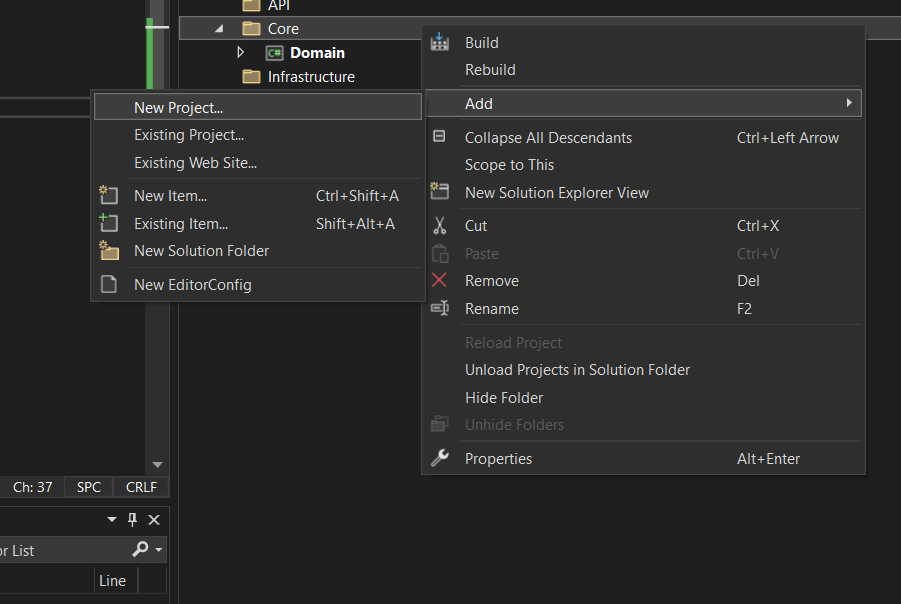 API
Core
Domain
Infrastructure
Build
Rebuild
Add
Collapse All Descendants Ctrl+Left Arrow
Scope to This
New Solution Explorer View
Cut Ctrl+X
Paste Ctrl+V
Remove Del
Rename F2
Reload Project
Unload Projects in Solution Folder
Hide Folder
Unhide Folders
Properties Alt+Enter
New Project...
Existing Project...
Existing Web Site...
New Item... Ctrl+Shift+A
Existing Item... Shift+Alt+A
New Solution Folder
New EditorConfig
Ch: 37 SPC CRLF
or List
Line